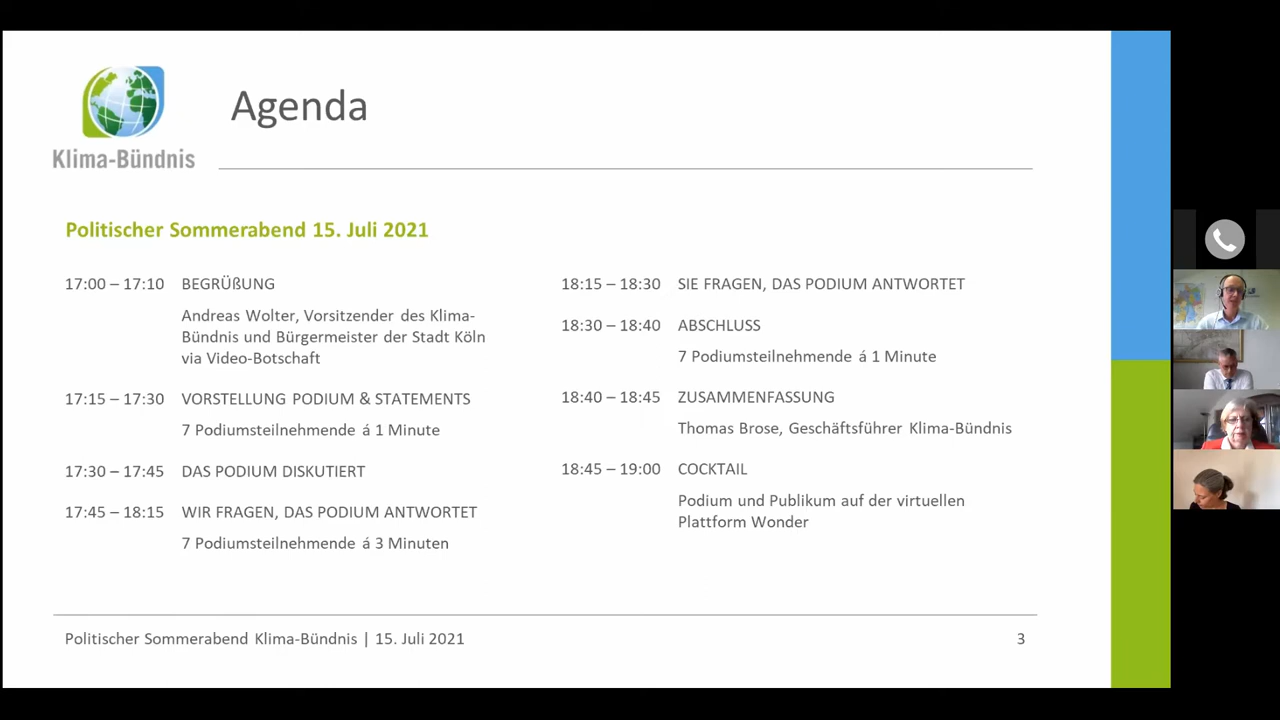 Klima-Bündnis
Agenda
Politischer Sommerabend 15. Juli 2021
17:00 – 17:10 BEGRÜßUNG
Andreas Wolter, Vorsitzender des Klima-
Bündnis und Bürgermeister der Stadt Köln
via Video-Botschaft
17:15 – 17:30 VORSTELLUNG PODIUM & STATEMENTS
7 Podiumsteilnehmende á 1 Minute
17:30 – 17:45 DAS PODIUM DISKUTIERT
17:45 – 18:15 WIR FRAGEN, DAS PODIUM ANTWORTET
7 Podiumsteilnehmende á 3 Minuten
18:15 – 18:30 SIE FRAGEN, DAS PODIUM ANTWORTET
18:30 – 18:40 ABSCHLUSS
7 Podiumsteilnehmende á 1 Minute
18:40 – 18:45 ZUSAMMENFASSUNG
Thomas Brose, Geschäftsführer Klima-Bündnis
18:45 – 19:00 COCKTAIL
Podium und Publikum auf der virtuellen
Plattform Wonder
Politischer Sommerabend Klima-Bündnis | 15. Juli 2021
3